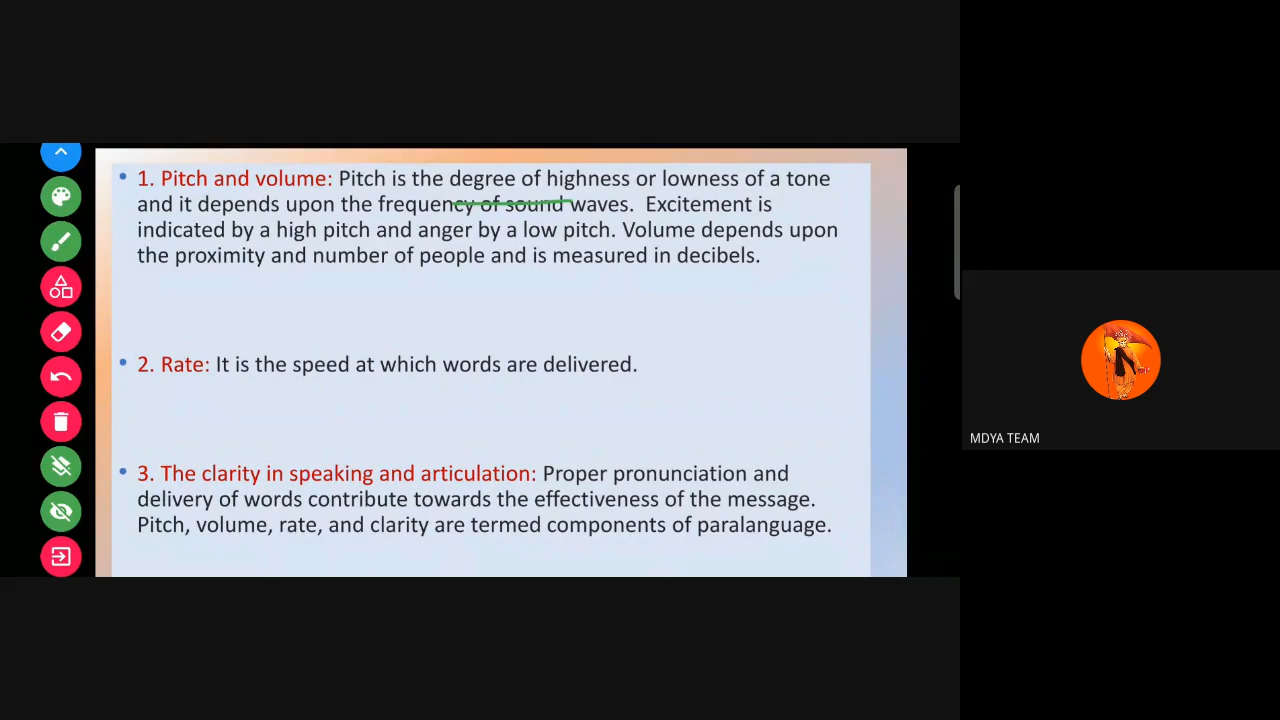 1. Pitch and volume: Pitch is the degree of highness or lowness of a tone
and it depends upon the frequency of sound waves.  Excitement is
indicated by a high pitch and anger by a low pitch. Volume depends upon
the proximity and number of people and is measured in decibels.
2. Rate: It is the speed at which words are delivered.
3. The clarity in speaking and articulation: Proper pronunciation and
delivery of words contribute towards the effectiveness of the message.
Pitch, volume, rate, and clarity are termed components of paralanguage.
MDYA TEAM